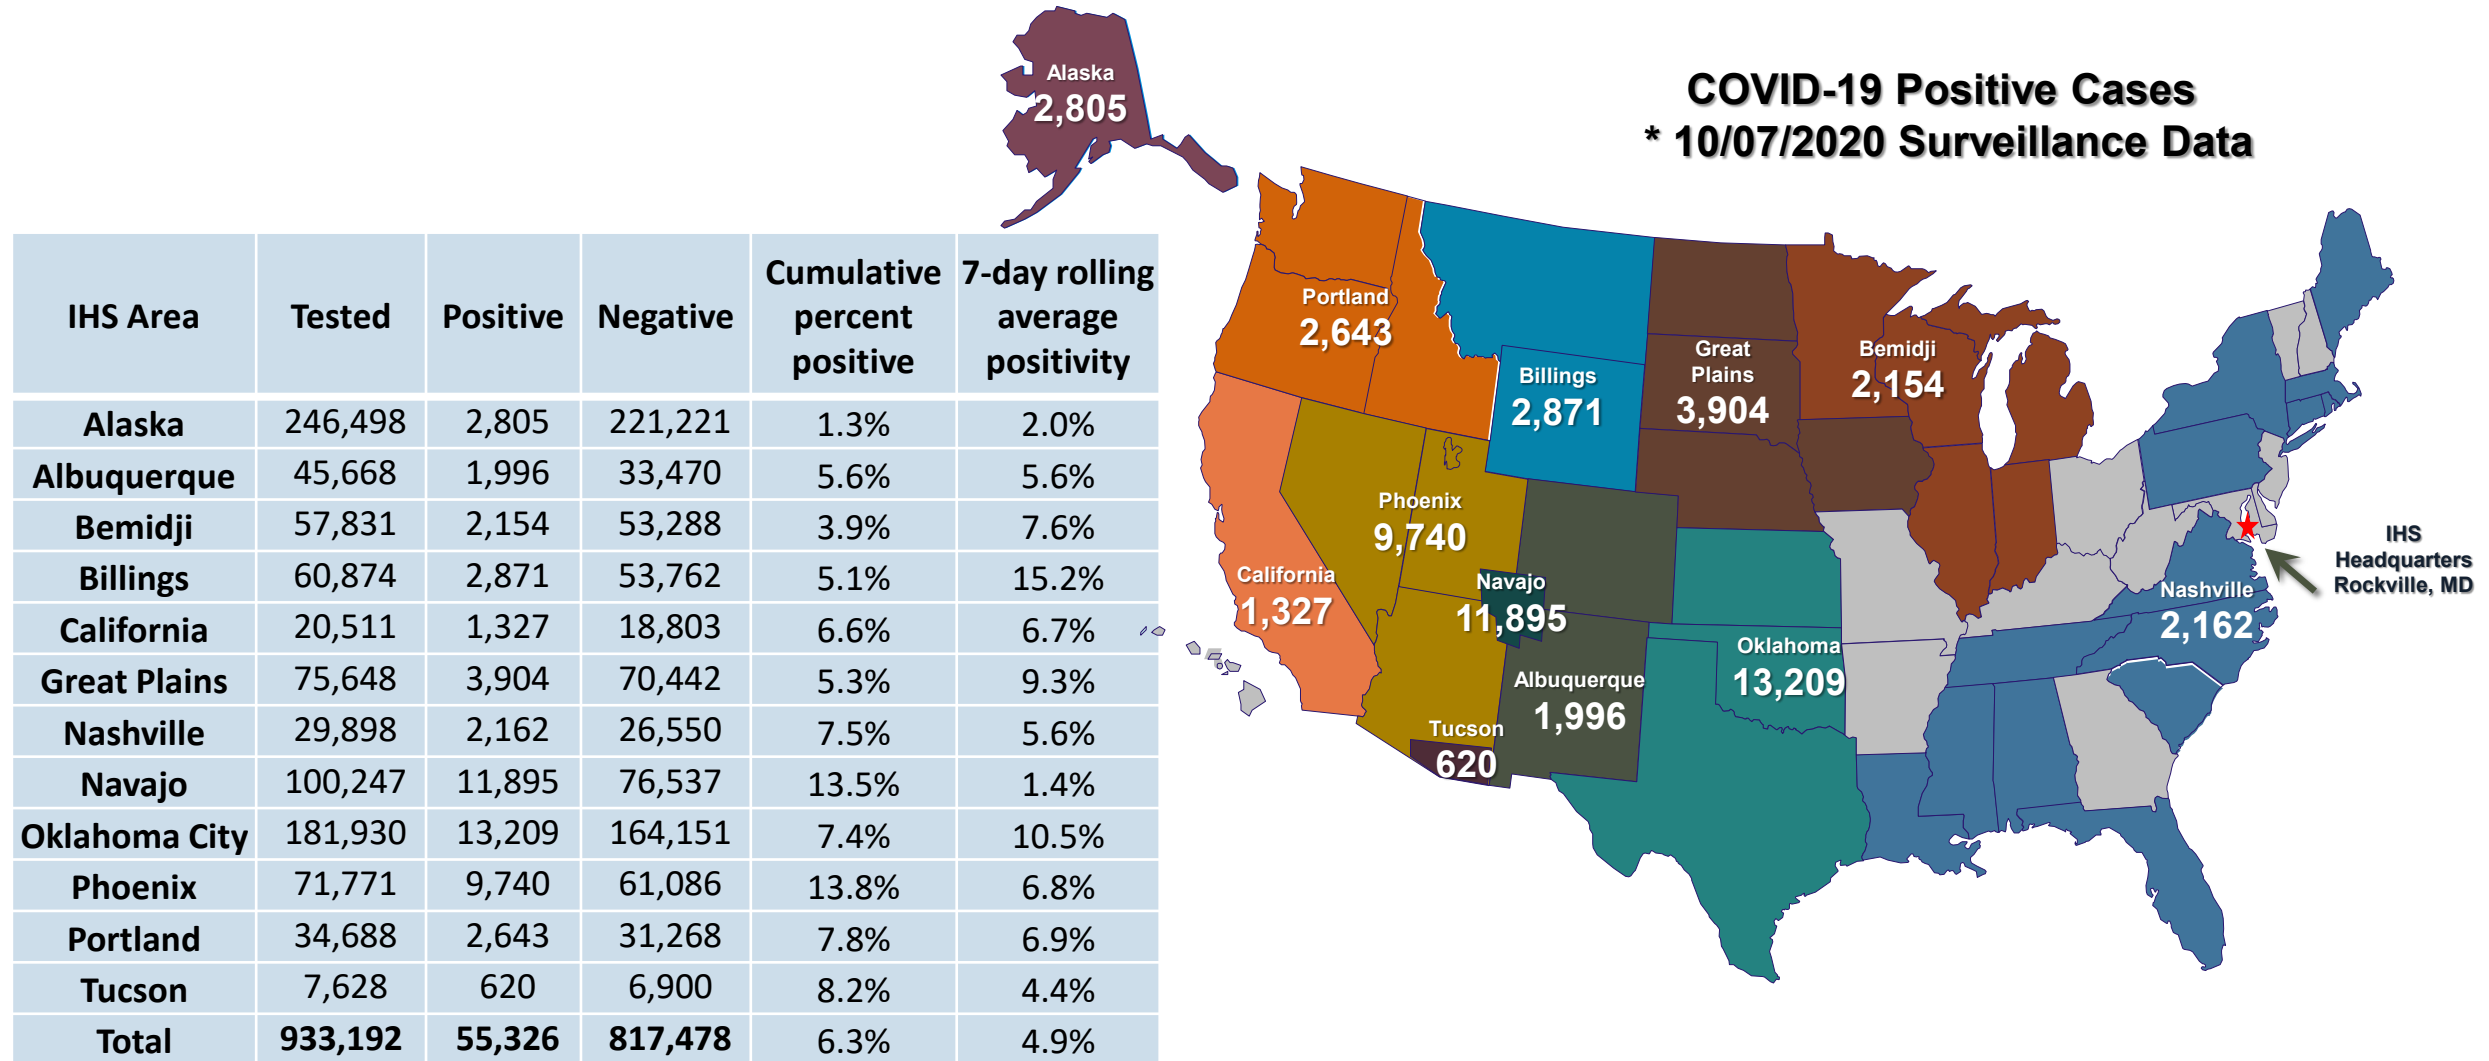 COVID-19 Positive Cases
* 10/07/2020 Surveillance Data
IHS Area Tested Positive Negative Cumulative percent positive 7-day rolling average positivity
Alaska 246,498 2,805 221,221 1.3% 2.0%
Albuquerque 45,668 1,996 33,470 5.6% 5.6%
Bemidji 57,831 2,154 53,288 3.9% 7.6%
Billings 60,874 2,871 53,762 5.1% 15.2%
California 20,511 1,327 18,803 6.6% 6.7%
Great Plains 75,648 3,904 70,442 5.3% 9.3%
Nashville 29,898 2,162 26,550 7.5% 5.6%
Navajo 100,247 11,895 76,537 13.5% 1.4%
Oklahoma City 181,930 13,209 164,151 7.4% 10.5%
Phoenix 71,771 9,740 61,086 13.8% 6.8%
Portland 34,688 2,643 31,268 7.8% 6.9%
Tucson 7,628 620 6,900 8.2% 4.4%
Total 933,192 55,326 817,478 6.3% 4.9%
Alaska
2,805
Portland
2,643
Billings
2,871
Great
Plains
3,904
Bemidji
2,154
Phoenix
9,740
California
1,327
Navajo
11,895
Albuquerque
1,996
Oklahoma
13,209
Tucson
620
Nashville
2,162
IHS
Headquarters
Rockville, MD